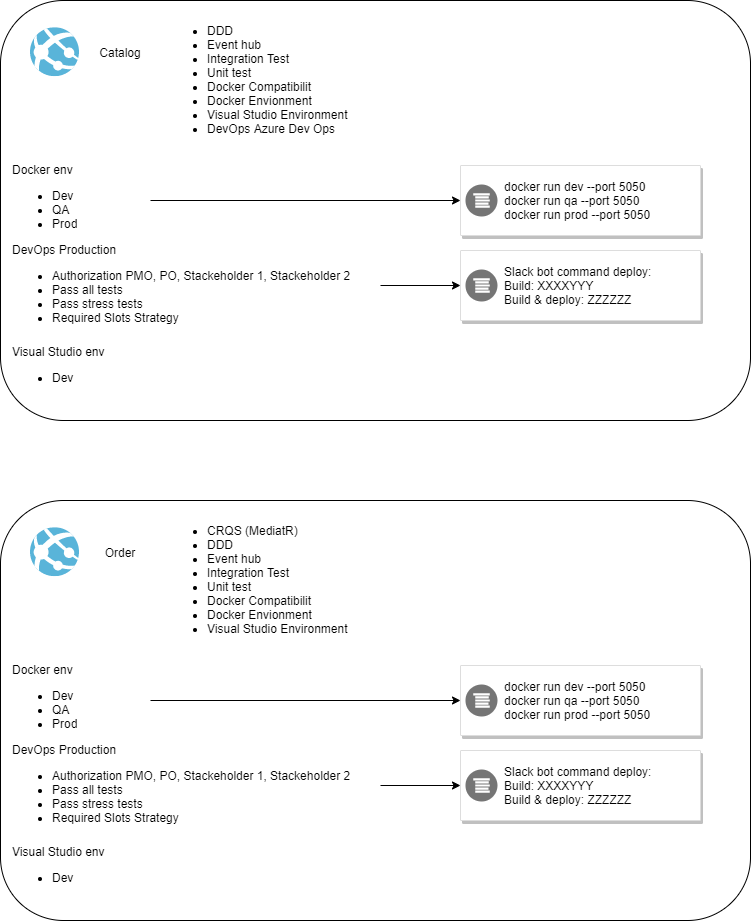 Catalog
DDD
Event hub
Integration Test
Unit test
Docker Compatibilit
Docker Envionment
Visual Studio Environment
DevOps Azure Dev Ops
Docker env
Dev
QA
Prod
docker run dev --port 5050
docker run qa --port 5050
docker run prod --port 5050
DevOps Production
Authorization PMO, PO, Stackeholder 1, Stackeholder 2
Pass all tests
Pass stress tests
Required Slots Strategy
Slack bot command deploy:
Build: XXXXYYY
Build & deploy: ZZZZZZ
Visual Studio env
Dev
Order
CRQS (MediatR)
DDD
Event hub
Integration Test
Unit test
Docker Compatibilit
Docker Envionment
Visual Studio Environment
Docker env
Dev
QA
Prod
docker run dev --port 5050
docker run qa --port 5050
docker run prod --port 5050
DevOps Production
Authorization PMO, PO, Stackeholder 1, Stackeholder 2
Pass all tests
Pass stress tests
Required Slots Strategy
Slack bot command deploy:
Build: XXXXYYY
Build & deploy: ZZZZZZ
Visual Studio env
Dev